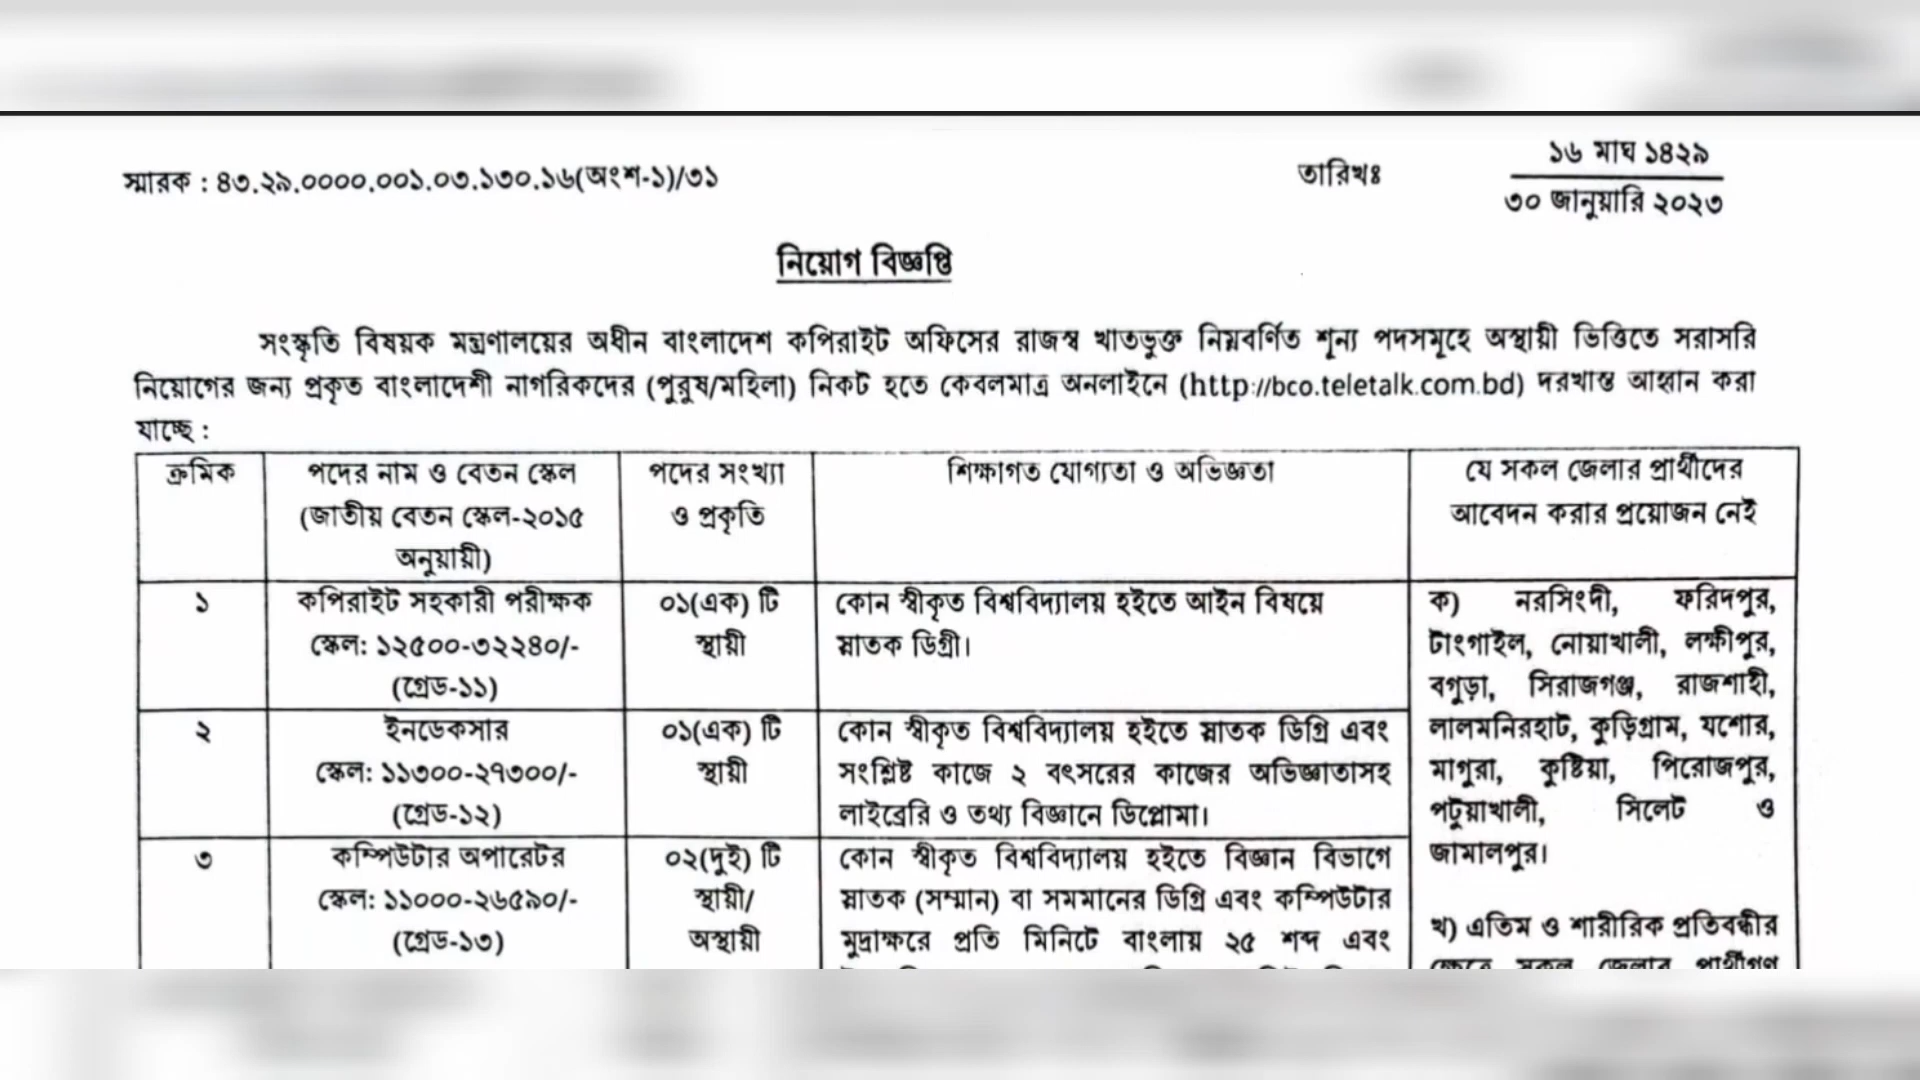 স্মারক : ৪৩.২৯.০০০০.০০১.০৩.১৩০.১৬(অংশ-১)/৩১
তারিখঃ
১৬ মাঘ ১৪২৯
৩০ জানুয়ারি ২০২৩
নিয়োগ বিজ্ঞপ্তি
সংস্কৃতি বিষয়ক মন্ত্রণালয়ের অধীন বাংলাদেশ কপিরাইট অফিসের রাজস্ব খাতভুক্ত নিম্নবর্ণিত শূন্য পদসমূহে অস্থায়ী ভিত্তিতে সরাসরি
নিয়োগের জন্য প্রকৃত বাংলাদেশী নাগরিকদের (পুরুষ/মহিলা) নিকট হতে কেবলমাত্র অনলাইনে (http://bco.teletalk.com.bd) দরখাস্ত আহ্বান করা
যাচ্ছে :
ক্রমিক
পদের নাম ও বেতন স্কেল
(জাতীয় বেতন স্কেল-২০১৫
অনুযায়ী)
পদের সংখ্যা
ও প্রকৃতি
শিক্ষাগত যোগ্যতা ও অভিজ্ঞতা
যে সকল জেলার প্রার্থীদের
আবেদন করার প্রয়োজন নেই
১
কপিরাইট সহকারী পরীক্ষক
স্কেল: ১২৫০০-৩২২৪০/-
(গ্রেড-১১)
০১(এক) টি
স্থায়ী
কোন স্বীকৃত বিশ্ববিদ্যালয় হইতে আইন বিষয়ে
স্নাতক ডিগ্রী।
২
ইনডেকসার
স্কেল: ১১৩০০-২৭৩০০/-
(গ্রেড-১২)
০১(এক) টি
স্থায়ী
কোন স্বীকৃত বিশ্ববিদ্যালয় হইতে স্নাতক ডিগ্রি এবং
সংশ্লিষ্ট কাজে ২ বৎসরের কাজের অভিজ্ঞাতাসহ
লাইব্রেরি ও তথ্য বিজ্ঞানে ডিপ্লোমা।
৩
কম্পিউটার অপারেটর
স্কেল: ১১০০০-২৬৫৯০/-
(গ্রেড-১৩)
০২(দুই) টি
স্থায়ী/
অস্থায়ী
কোন স্বীকৃত বিশ্ববিদ্যালয় হইতে বিজ্ঞান বিভাগে
স্নাতক (সম্মান) বা সমমানের ডিগ্রি এবং কম্পিউটার
মুদ্রাক্ষরে প্রতি মিনিটে বাংলায় ২৫ শব্দ এবং
ক) নরসিংদী, ফরিদপুর,
টাংগাইল, নোয়াখালী, লক্ষীপুর,
বগুড়া, সিরাজগঞ্জ, রাজশাহী,
লালমনিরহাট, কুড়িগ্রাম, যশোর,
মাগুরা, কুষ্টিয়া, পিরোজপুর,
পটুয়াখালী, সিলেট ও
জামালপুর।
খ) এতিম ও শারীরিক প্রতিবন্ধীর
ক্ষেত্রে সকল জেলার প্রার্থীগণ